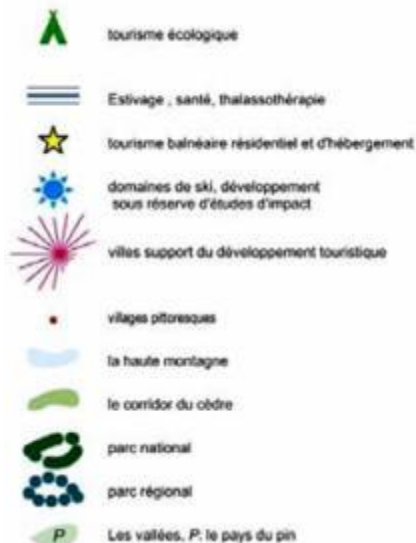 tourisme écologique
Estivage , santé, thalassothérapie
tourisme balnéaire résidentiel et d'hébergement
domaines de ski, développement
sous réserve d'études d'impact
villes support du développement touristique
villages pittoresques
la haute montagne
le corridor du cèdre
parc national
parc régional
P Les vallées, P: le pays du pin